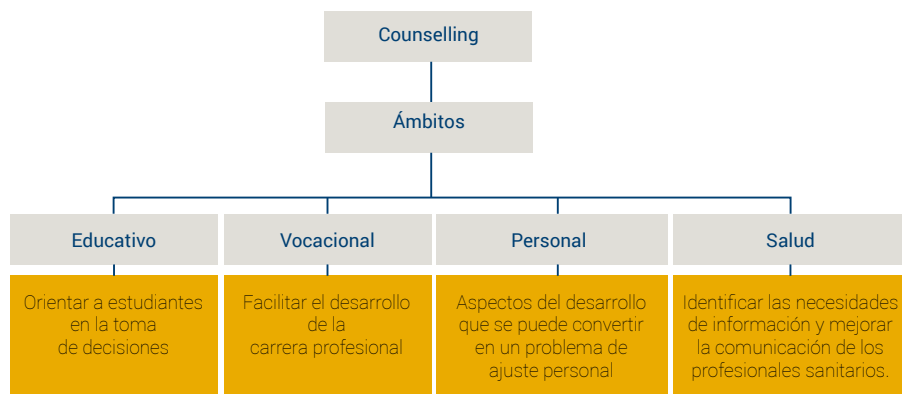 Counselling
Ámbitos
Educativo
Vocacional
Personal
Salud
Orientar a estudiantes
en la toma
de decisiones
Facilitar el desarrollo
de la
carrera profesional
Aspectos del desarrollo
que se puede convertir
en un problema de
ajuste personal
Identificar las necesidades
de información y mejorar
la comunicación de los
profesionales sanitarios.